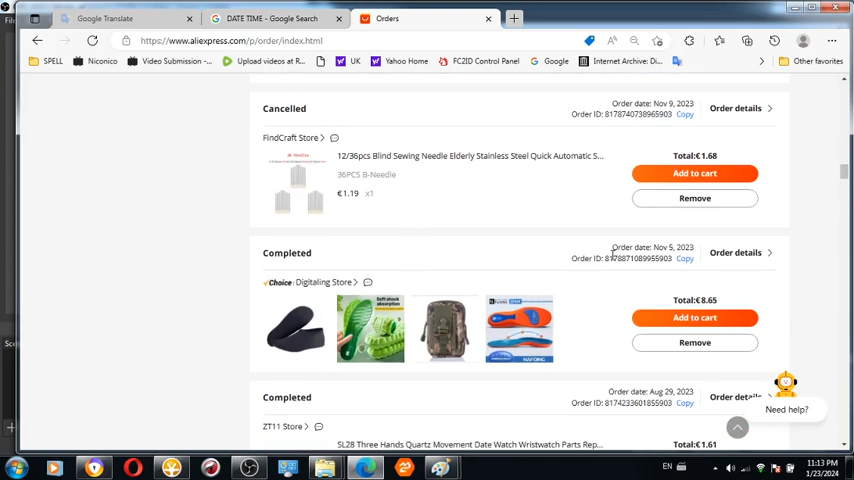 Google Translate
DATE TIME - Google Search
Orders
https://www.aliexpress.com/p/order/index.html
SPELL
Niconico
Video Submission -...
Upload videos at R...
UK
Yahoo Home
FC2ID Control Panel
Google
Internet Archive: Di...
Other favorites
Cancelled
Order date: Nov 9, 2023
Order ID: 8178740738965903 Copy
Order details
FindCraft Store
12/36pcs Blind Sewing Needle Elderly Stainless Steel Quick Automatic S...
36PCS B-Needle
€1.19 x1
Total:€ 1.68
Add to cart
Remove
Completed
Order date: Nov 5, 2023
Order ID: 8178871089955903 Copy
Order details
Choice Digitaling Store
Soft shock
absorption
NAFOING
Total:€ 8.65
Add to cart
Remove
Completed
Order date: Aug 29, 2023
Order ID: 8174233601855903 Copy
Order details
ZT11 Store
SL28 Three Hands Quartz Movement Date Watch Wristwatch Parts Rep...
Total:€ 1.61
Need help?
EN
11:13 PM
1/23/2024